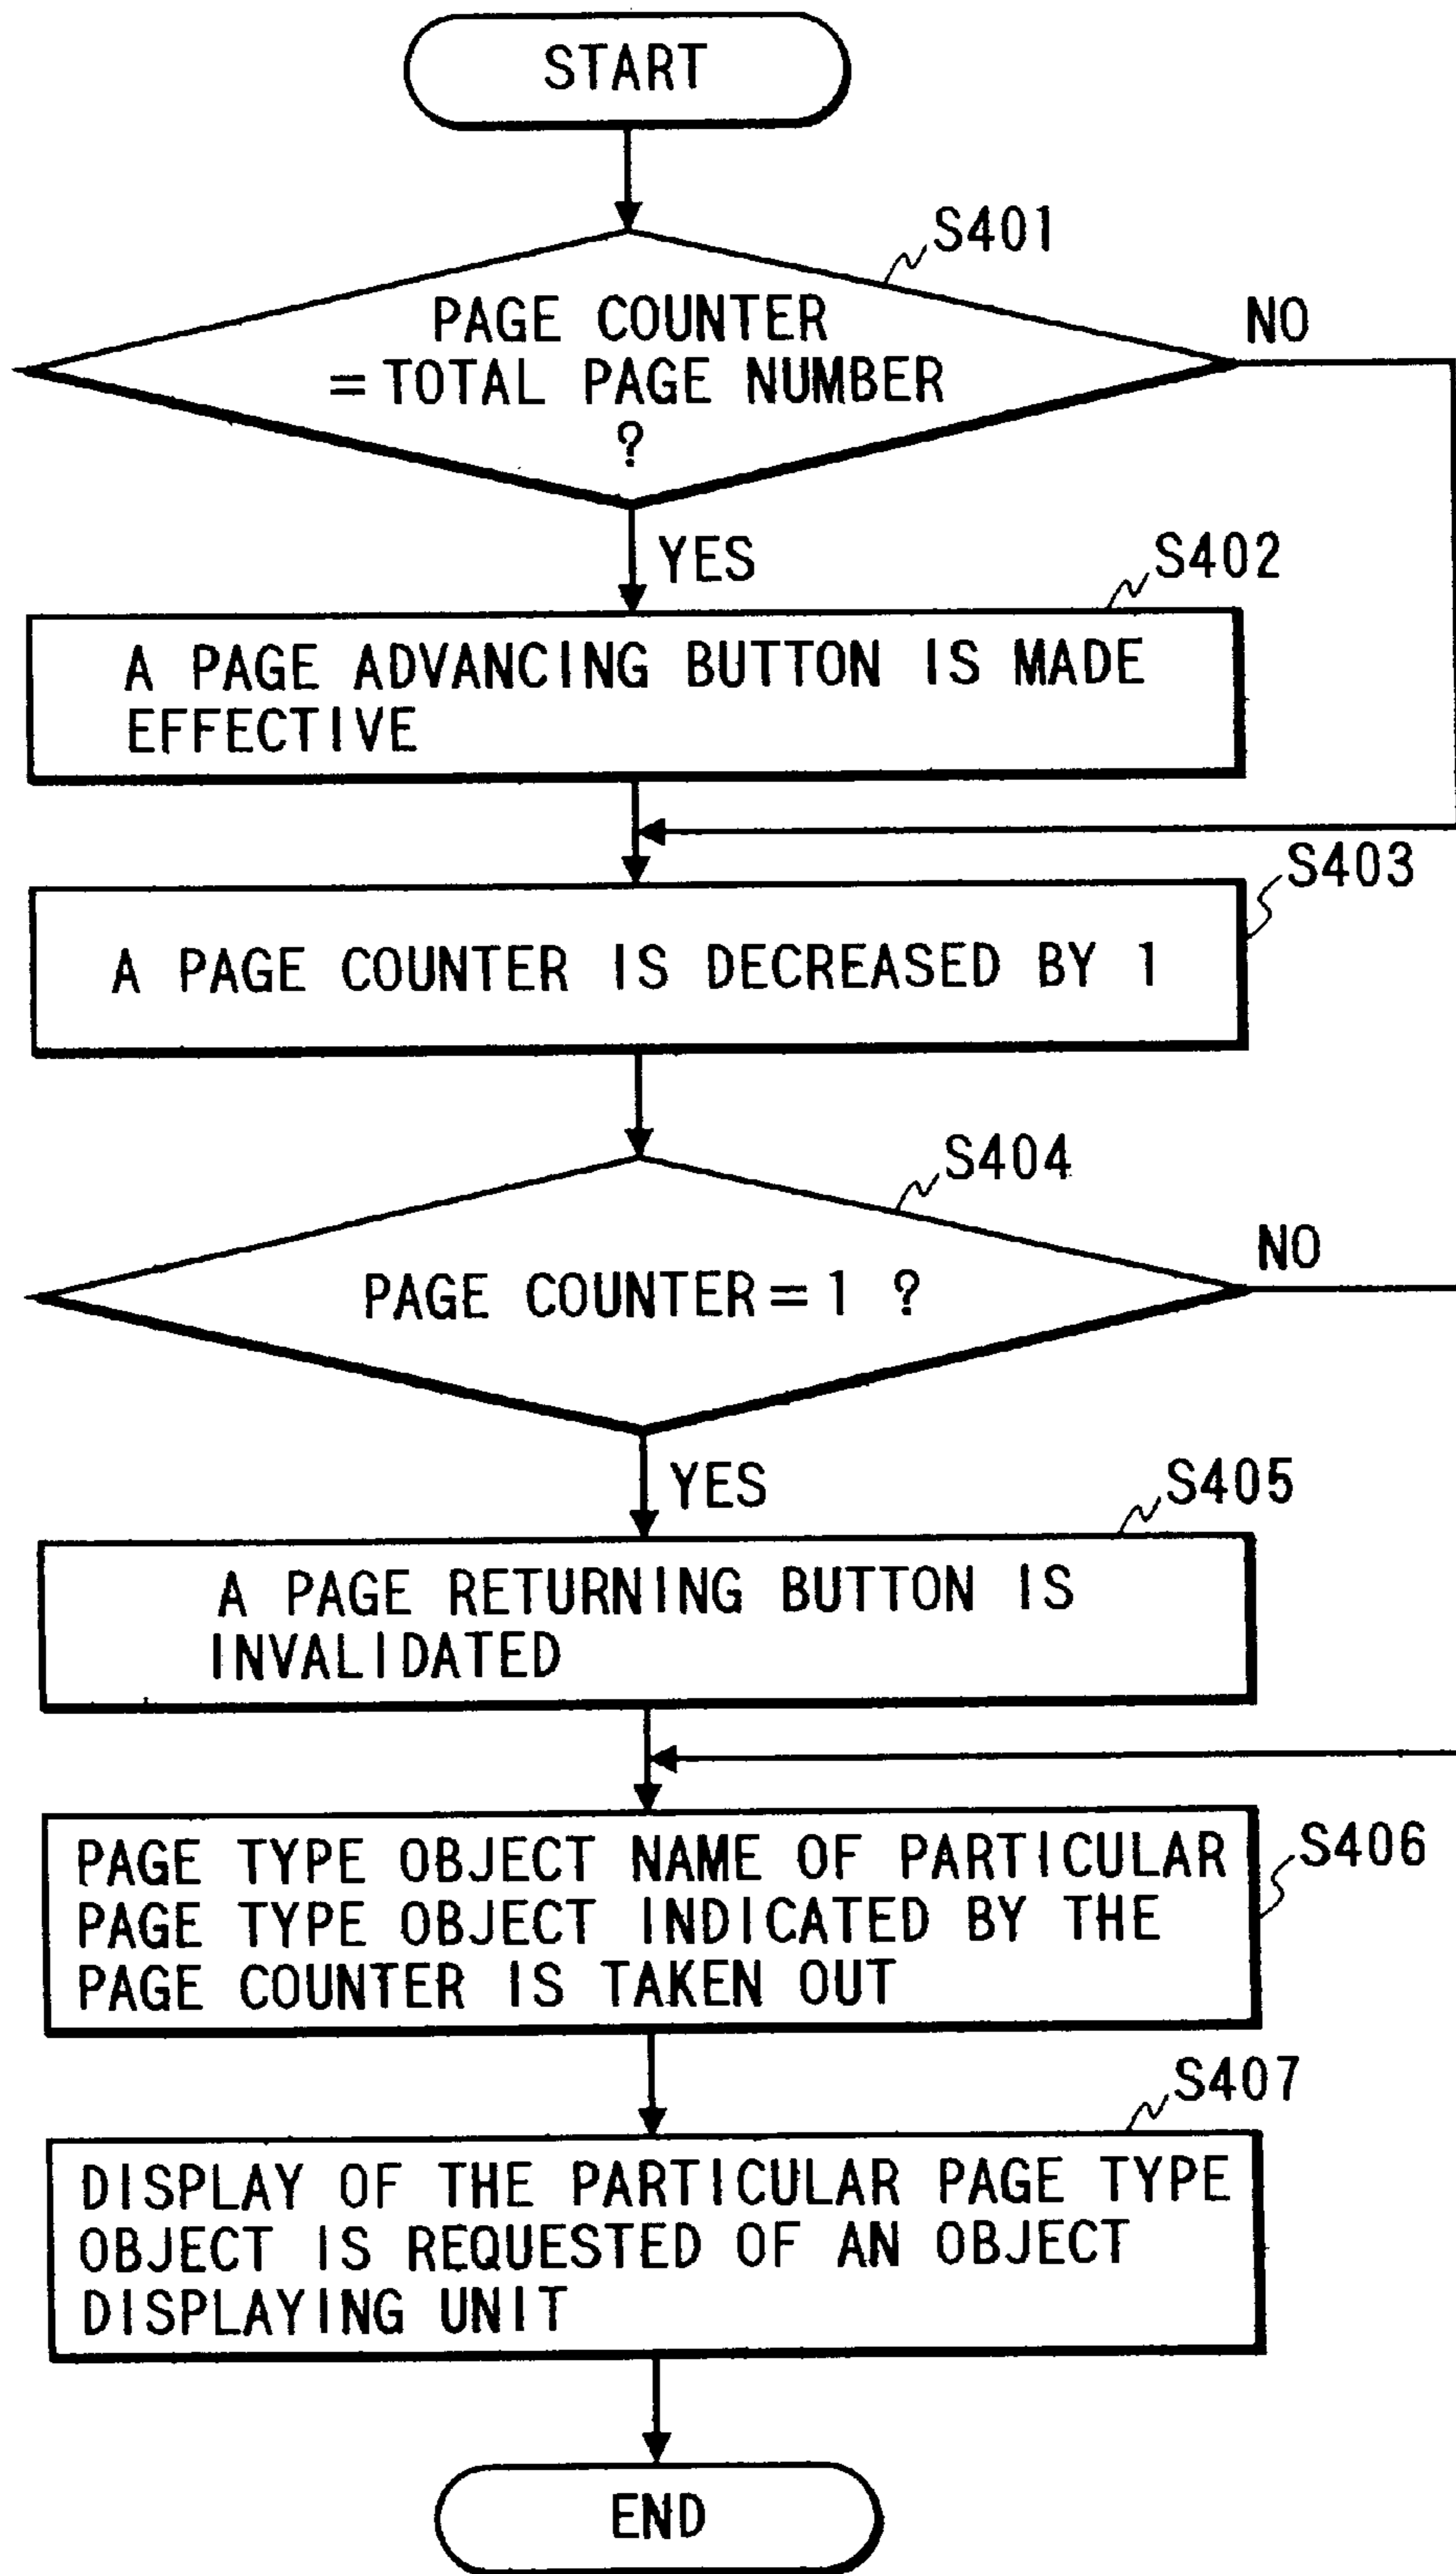 START
S401
PAGE COUNTER
= TOTAL PAGE NUMBER
?
NO
YES
S402
A PAGE ADVANCING BUTTON IS MADE
EFFECTIVE
S403
A PAGE COUNTER IS DECREASED BY 1
S404
PAGE COUNTER = 1 ?
NO
YES
S405
A PAGE RETURNING BUTTON IS
INVALIDATED
S406
PAGE TYPE OBJECT NAME OF PARTICULAR
PAGE TYPE OBJECT INDICATED BY THE
PAGE COUNTER IS TAKEN OUT
S407
DISPLAY OF THE PARTICULAR PAGE TYPE
OBJECT IS REQUESTED OF AN OBJECT
DISPLAYING UNIT
END